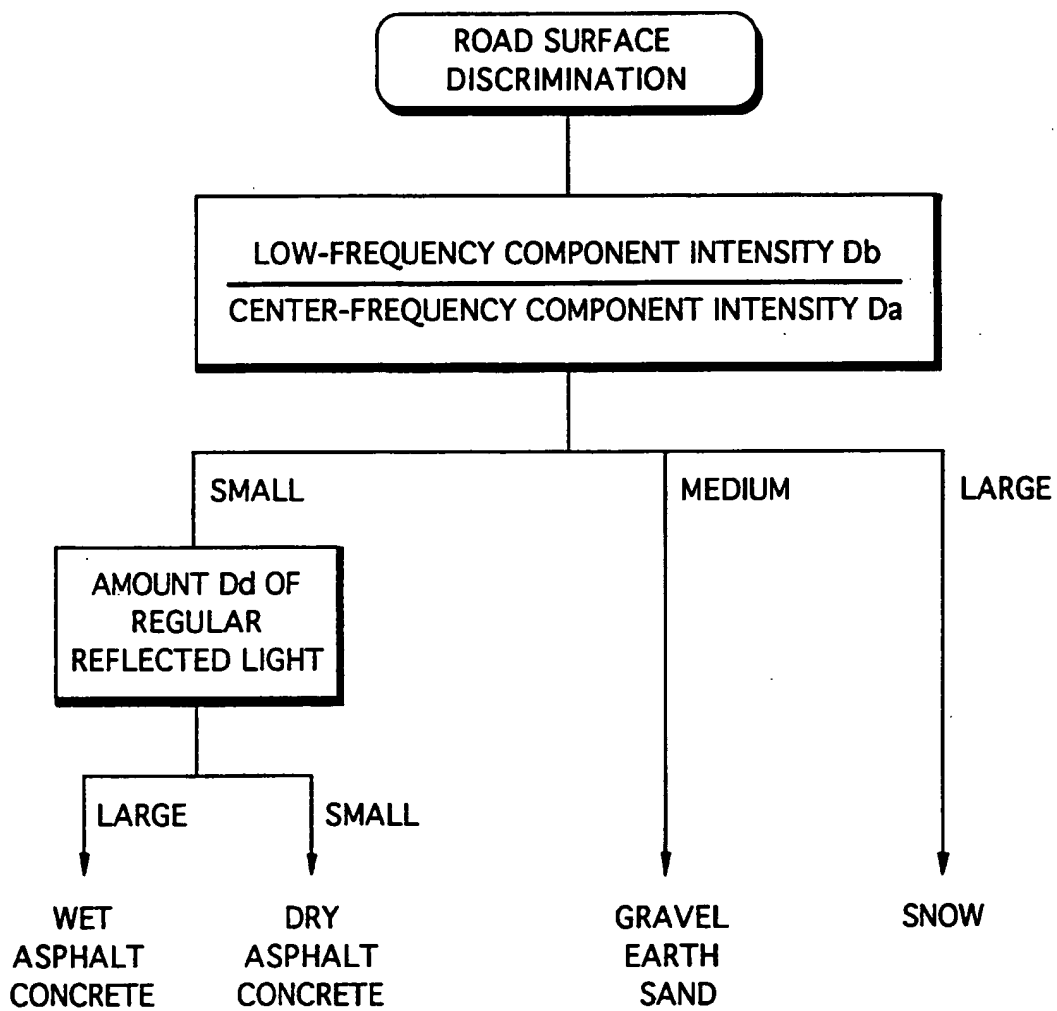 ROAD SURFACE
DISCRIMINATION
LOW-FREQUENCY COMPONENT INTENSITY Db
CENTER-FREQUENCY COMPONENT INTENSITY Da
SMALL
MEDIUM
LARGE
AMOUNT Dd OF
REGULAR
REFLECTED LIGHT
LARGE
SMALL
WET
ASPHALT
CONCRETE
DRY
ASPHALT
CONCRETE
GRAVEL
EARTH
SAND
SNOW